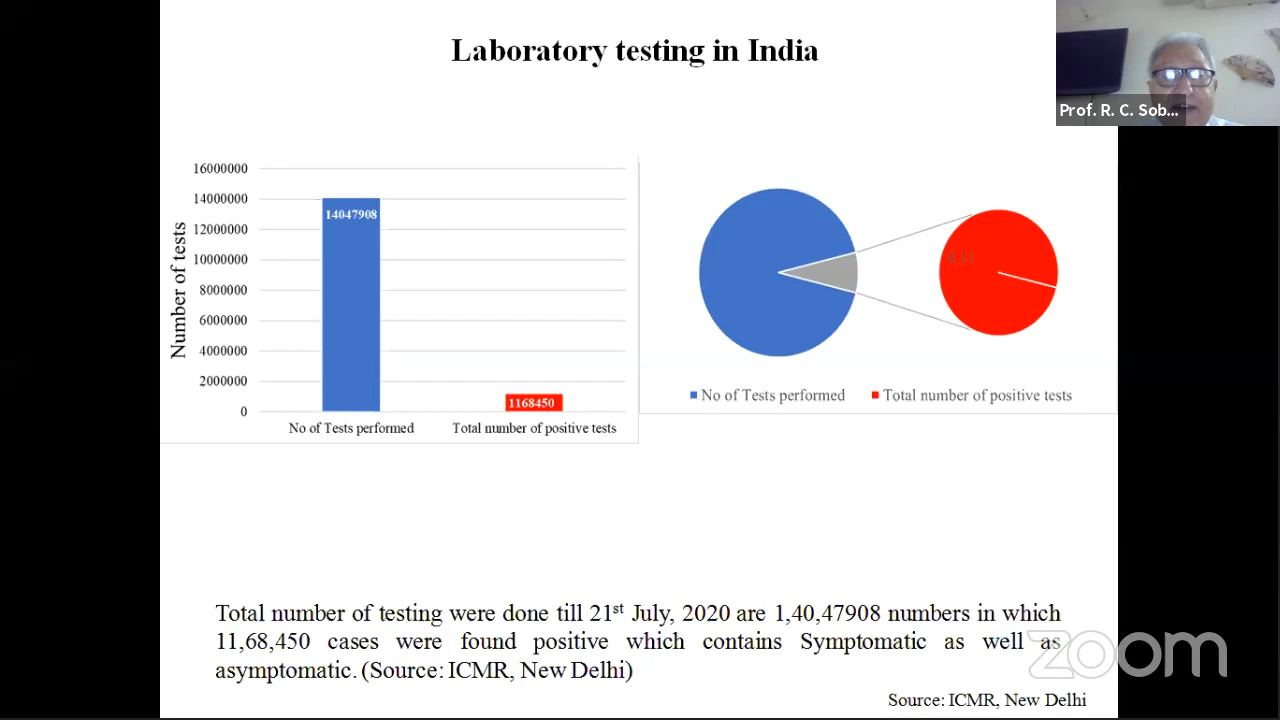 Laboratory testing in India
Prof. R. C. Sob...
16000000
14000000
12000000
10000000
8000000
6000000
4000000
2000000
0
Number of tests
14047908
1168450
No of Tests performed
Total number of positive tests
No of Tests performed
Total number of positive tests
Total number of testing were done till 21st July, 2020 are 1,40,47908 numbers in which
11,68,450 cases were found positive which contains Symptomatic as well as
asymptomatic. (Source: ICMR, New Delhi)
zoom
Source: ICMR, New Delhi